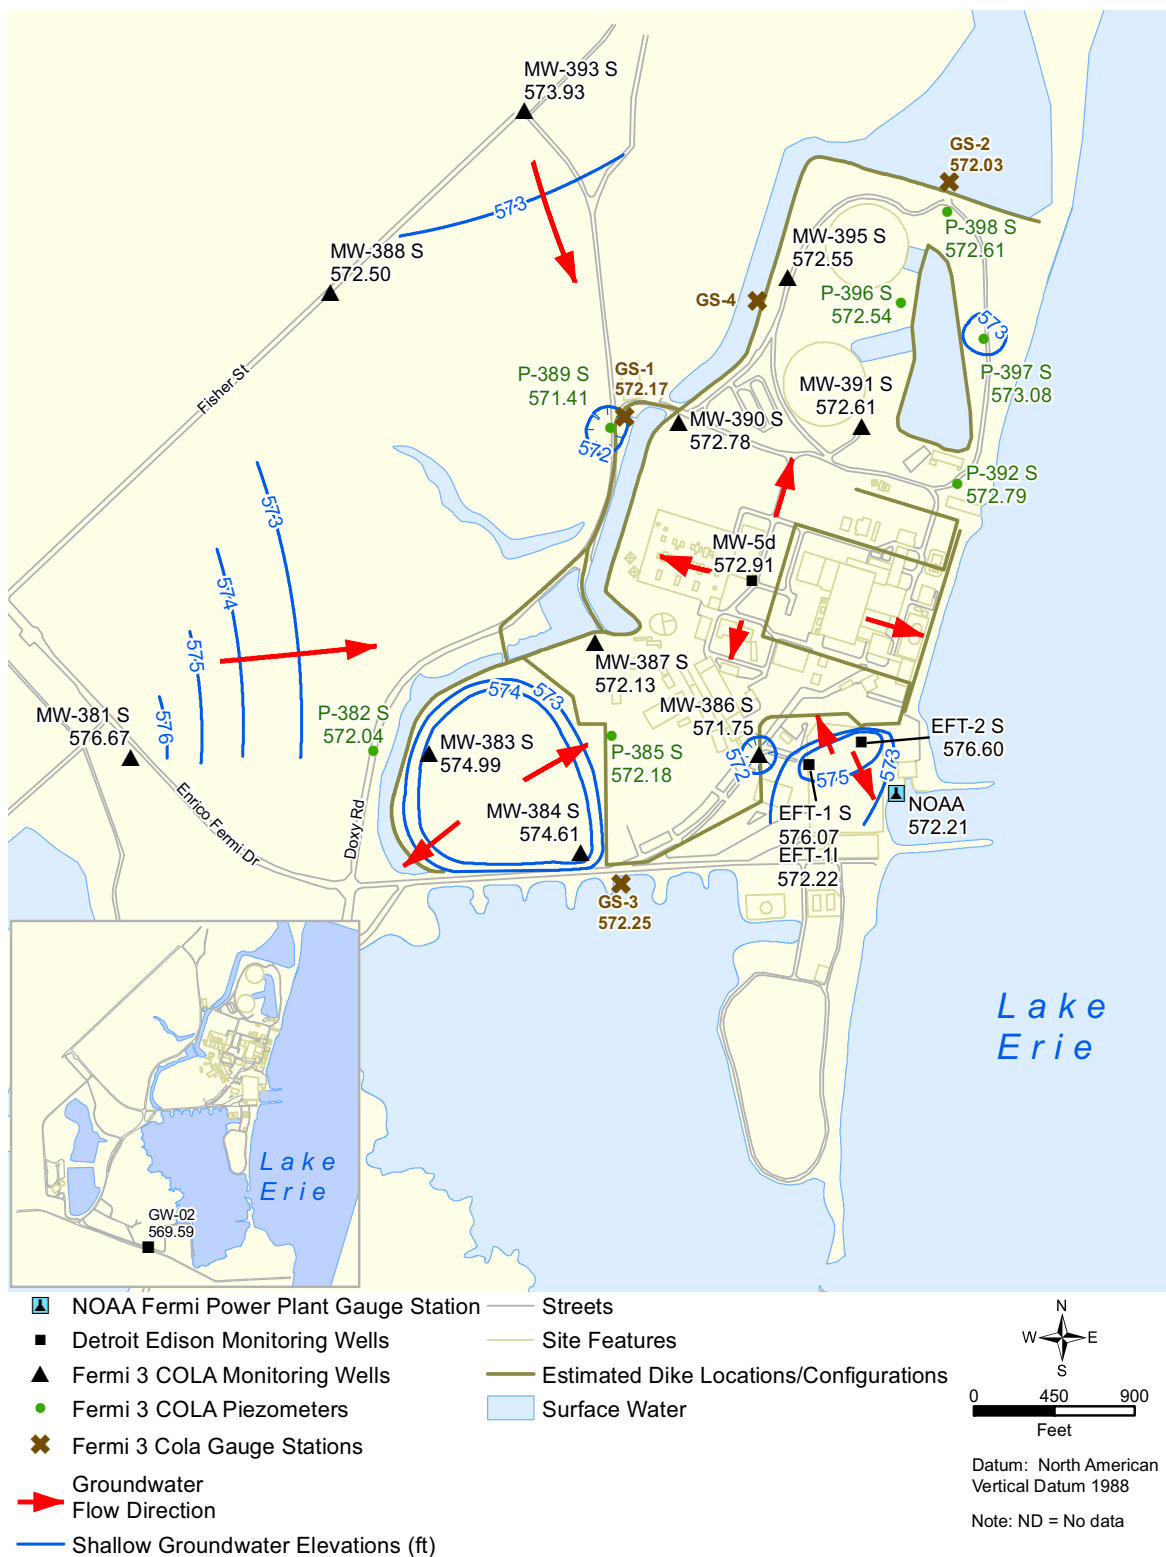 MW-393 S
573.93
GS-2
572.03
573
P-398 S
572.61
MW-395 S
572.55
MW-388 S
572.50
GS-4
P-396 S
572.54
573
P-397 S
573.08
Fisher St
P-389 S
571.41
GS-1
572.17
MW-391 S
572.61
MW-390 S
572.78
572
P-392 S
572.79
573
MW-5d
572.91
574
575
576
MW-387 S
572.13
MW-381 S
576.67
P-382 S
572.04
574
573
MW-386 S
571.75
EFT-2 S
576.60
MW-383 S
574.99
P-385 S
572.18
572
575
573
NOAA
572.21
MW-384 S
574.61
EFT-1 S
576.07
EFT-1I
572.22
Enrico Fermi Dr
Doxy Rd
GS-3
572.25
Lake
Erie
Lake
Erie
GW-02
569.59
NOAA Fermi Power Plant Gauge Station
Detroit Edison Monitoring Wells
Fermi 3 COLA Monitoring Wells
Fermi 3 COLA Piezometers
Fermi 3 Cola Gauge Stations
Groundwater
Flow Direction
Shallow Groundwater Elevations (ft)
Streets
Site Features
Estimated Dike Locations/Configurations
Surface Water
N
W E
S
0 450 900
Feet
Datum: North American
Vertical Datum 1988
Note: ND = No data